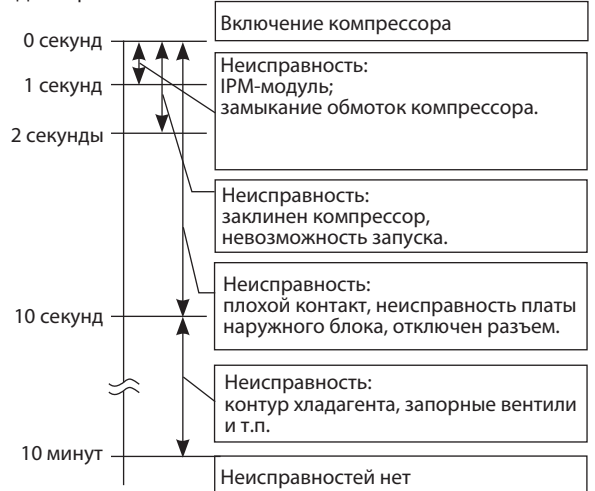 Включение компрессора
0 секунд
Неисправность:
IPM-модуль;
замыкание обмоток компрессора.
1 секунд
2 секунды
Неисправность:
заклинен компрессор,
невозможность запуска.
Неисправность:
плохой контакт, неисправность платы
наружного блока, отключен разъем.
10 секунд
Неисправность:
контур хладагента, запорные вентили
и т.п.
10 минут
Неисправностей нет